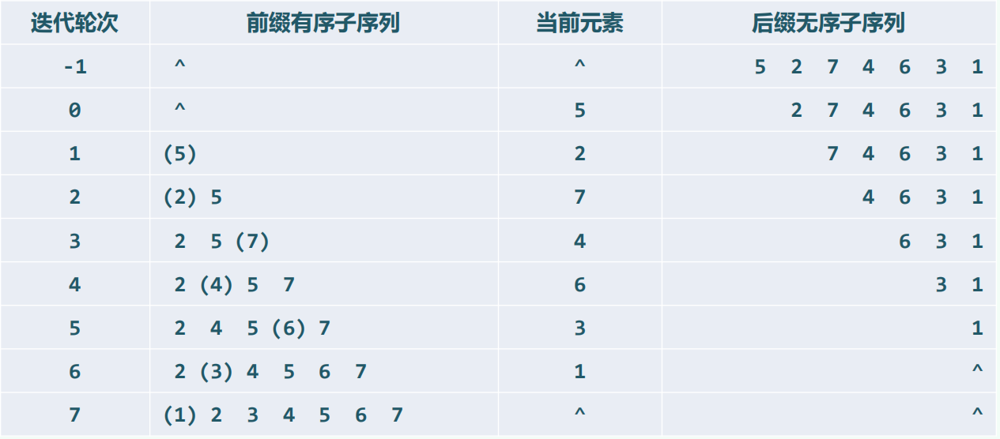 迭代轮次 前缀有序子序列 当前元素 后缀无序子序列
-1 ^ ^ 5 2 7 4 6 3 1
0 ^ 5 2 7 4 6 3 1
1 (5) 2 7 4 6 3 1
2 (2) 5 7 4 6 3 1
3 2 5 (7) 4 6 3 1
4 2 (4) 5 7 6 3 1
5 2 4 5 (6) 7 3 1
6 2 (3) 4 5 6 7 1 ^
7 (1) 2 3 4 5 6 7 ^ ^